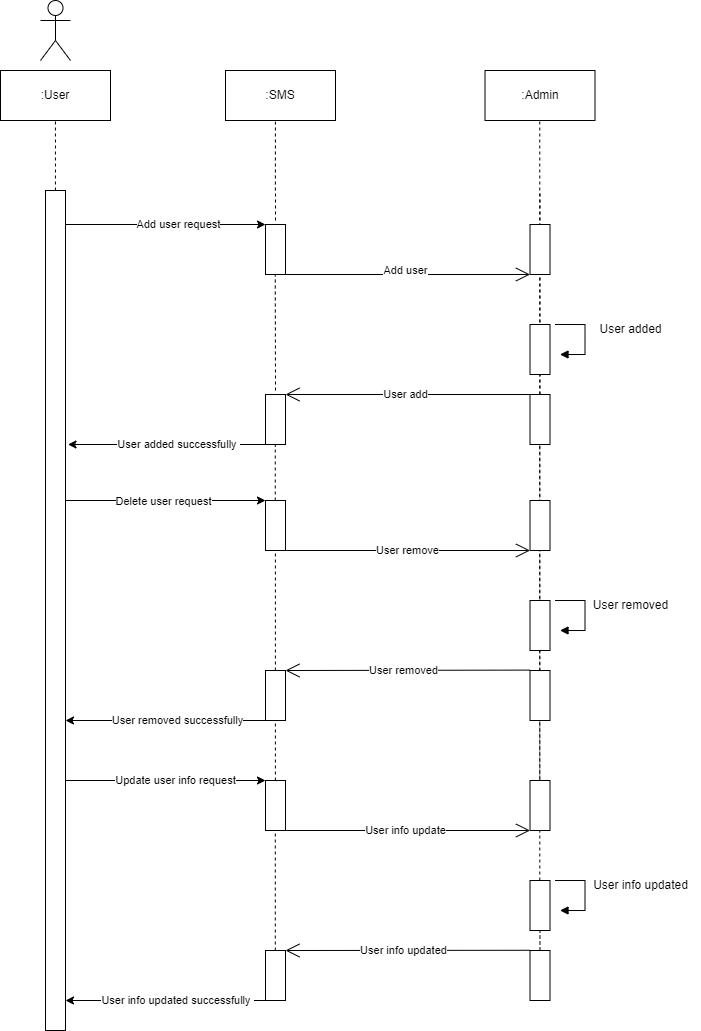 :User
:SMS
:Admin
Add user request
Add user
User added
User add
User added successfully
Delete user request
User remove
User removed
User removed
User removed successfully
Update user info request
User info update
User info updated
User info updated
User info updated successfully